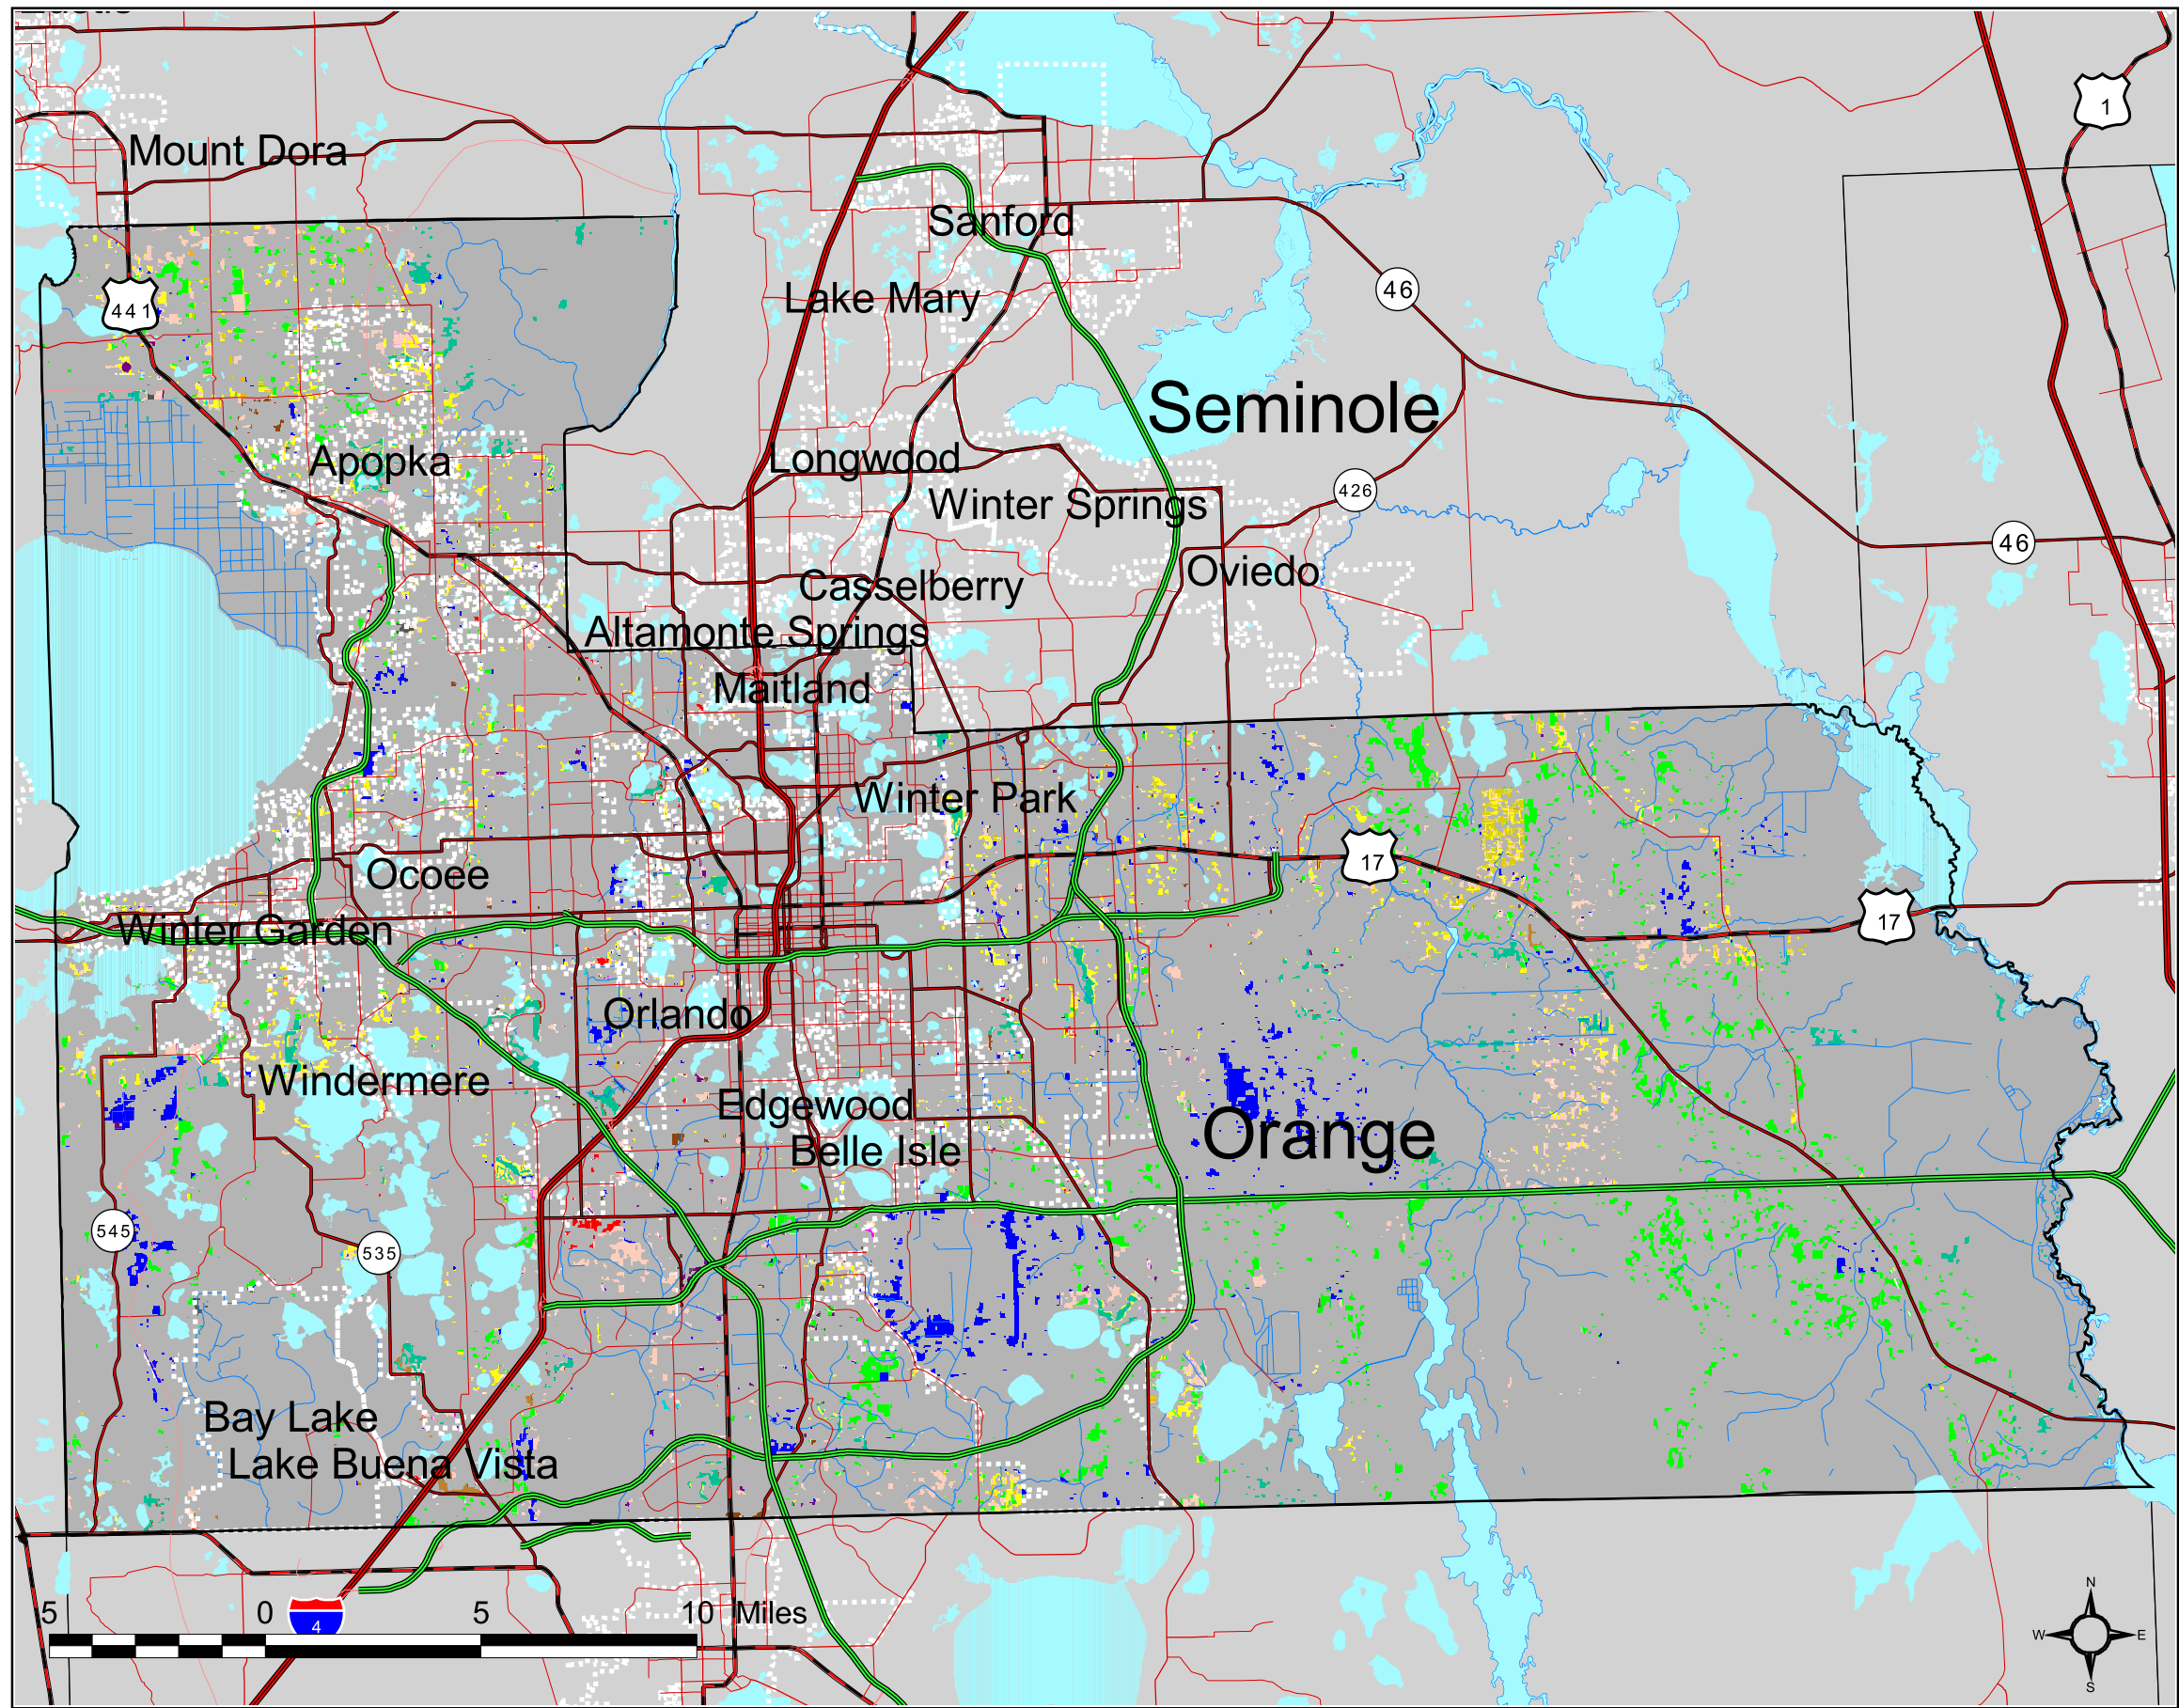 Eustis
1
Mount Dora
Sanford
46
Lake Mary
441
Seminole
Apopka
Longwood
426
Winter Springs
46
Oviedo
Casselberry
Altamonte Springs
Maitland
Winter Park
17
Ocoee
17
Winter Garden
Orlando
Windermere
Edgewood
Orange
Belle Isle
545
535
Bay Lake
Lake Buena Vista
5 0 5 10 Miles
4
N
W E
S